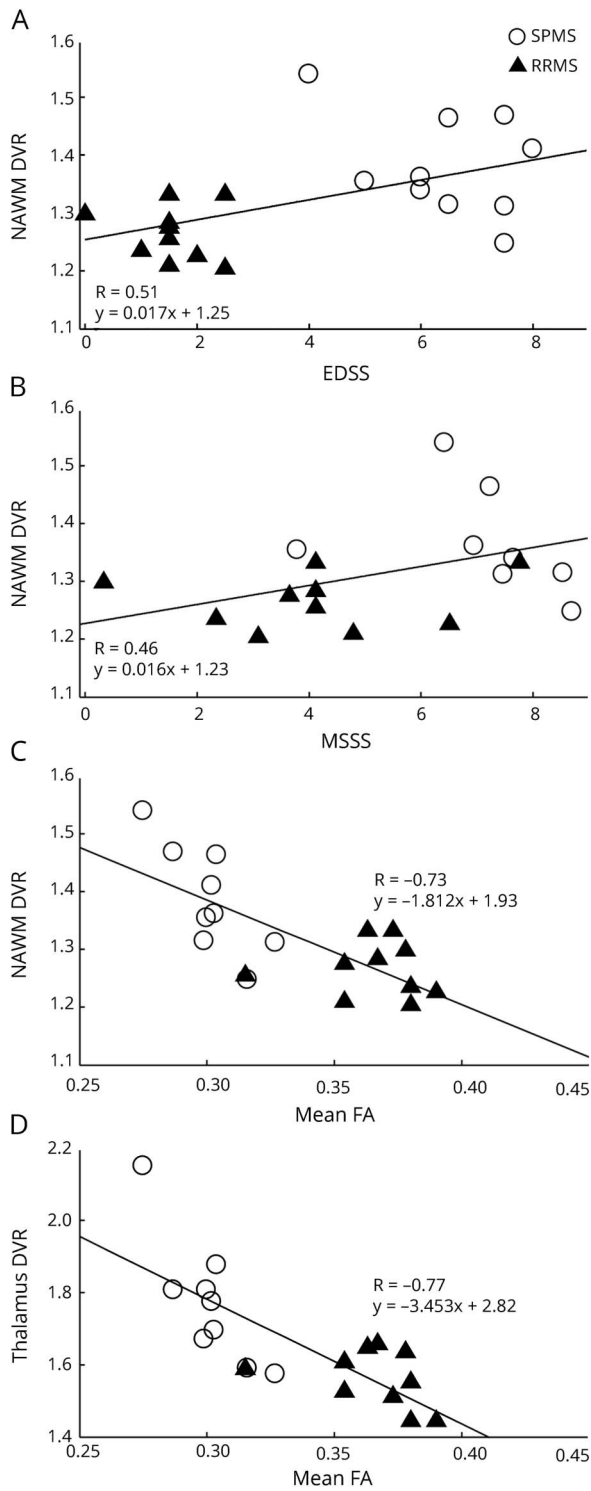 A
SPMS
RRMS
1.6
1.5
1.4
1.3
1.2
1.1
NAWM DVR
R = 0.51
y = 0.017x + 1.25
0 2 4 6 8
EDSS
B
1.6
1.5
1.4
1.3
1.2
1.1
NAWM DVR
R = 0.46
y = 0.016x + 1.23
0 2 4 6 8
MSSS
C
1.6
1.5
1.4
1.3
1.2
1.1
NAWM DVR
R = –0.73
y = –1.812x + 1.93
0.25 0.30 0.35 0.40 0.45
Mean FA
D
2.2
2.0
1.8
1.6
1.4
Thalamus DVR
R = –0.77
y = –3.453x + 2.82
0.25 0.30 0.35 0.40 0.45
Mean FA